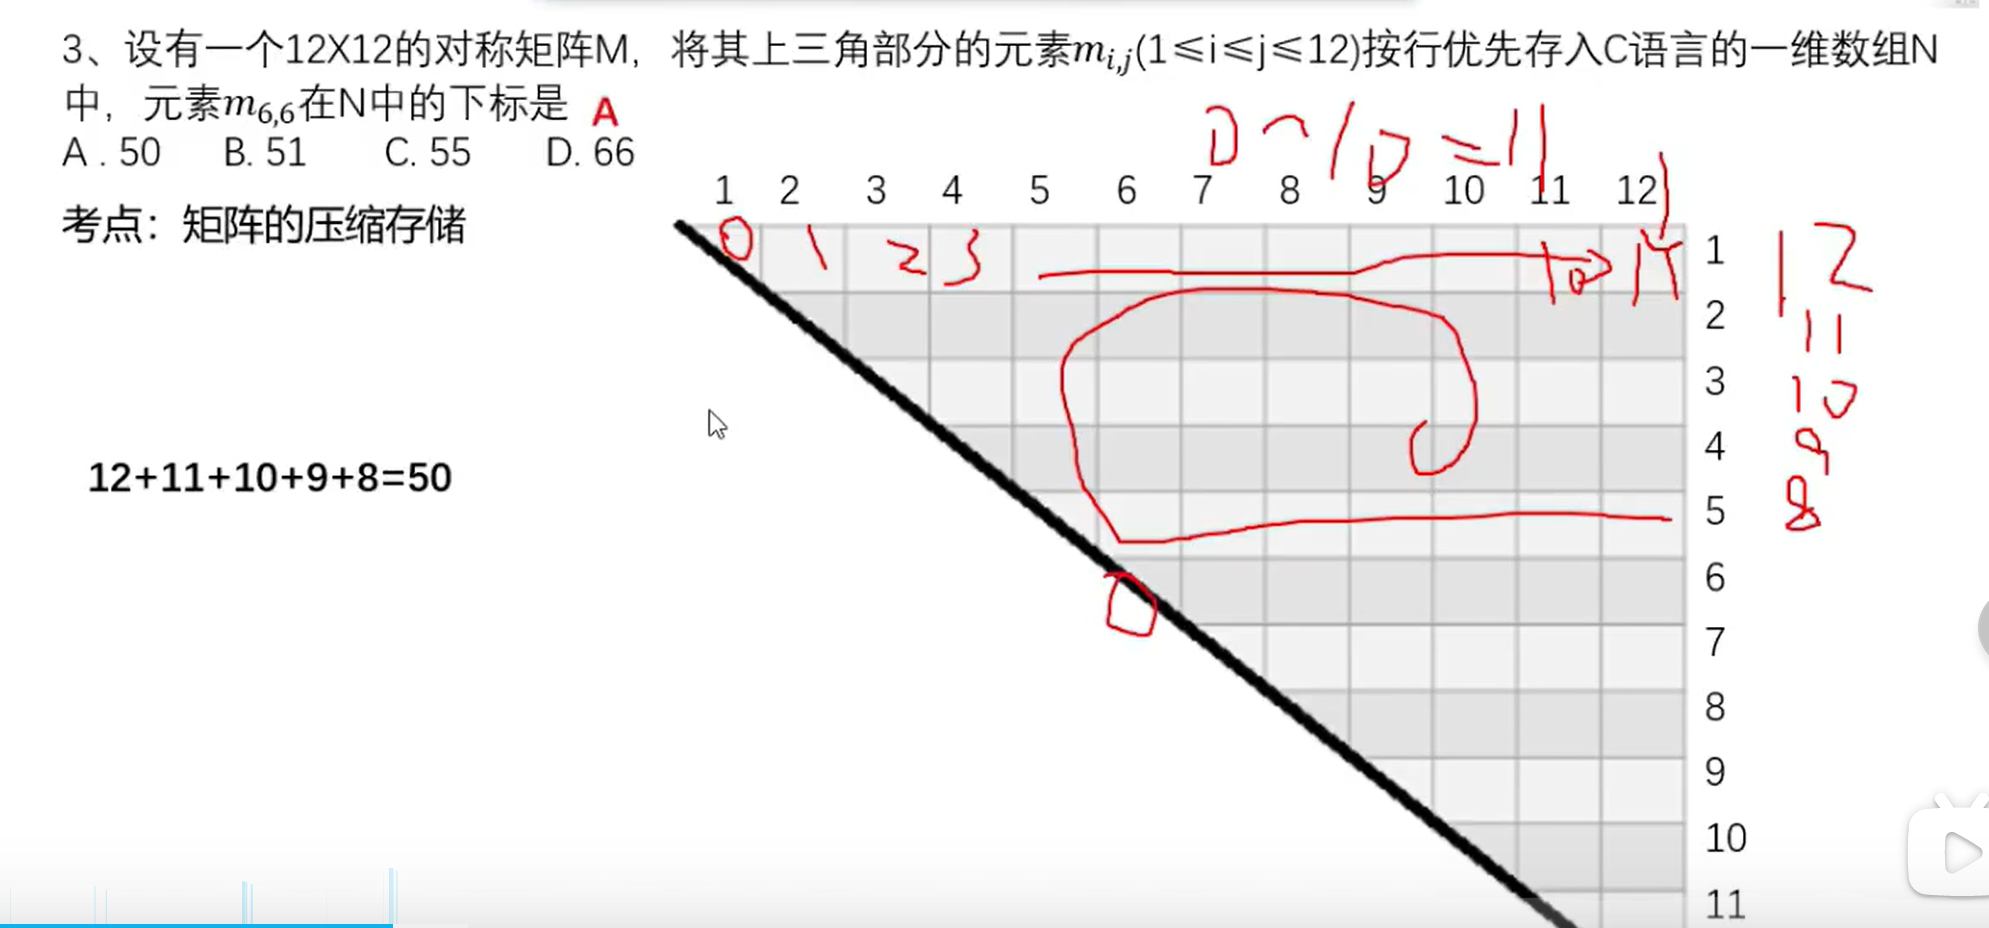 3、设有一个12X12的对称矩阵M，将其上三角部分的元素m_{i,j}(1⩽i⩽j⩽12)按行优先存入C语言的一维数组N
中，元素m_{6,6}在N中的下标是 A
A . 50 B. 51 C. 55 D. 66
0~10=11
1 2 3 4 5 6 7 8 9 10 11 12
考点：矩阵的压缩存储
0 1 2 3 10 1 12
2 11
3 10
4 9
12+11+10+9+8=50
5 8
6
7
8
9
10
11